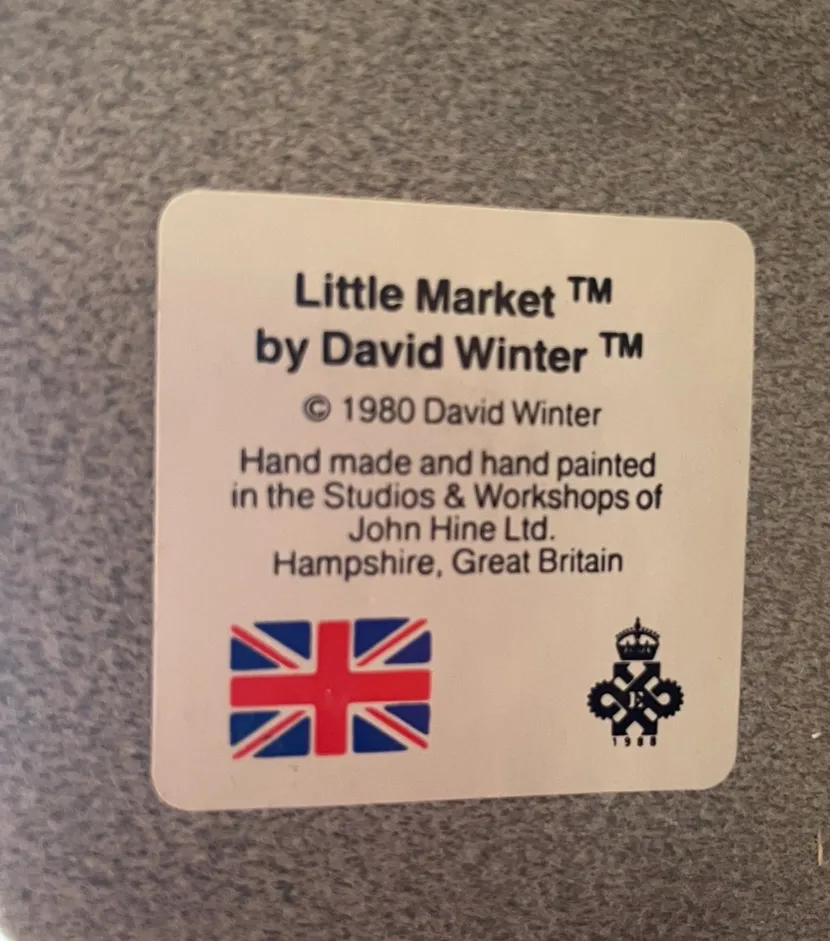 Little Market ™
by David Winter ™
© 1980 David Winter
Hand made and hand painted
in the Studios & Workshops of
John Hine Ltd.
Hampshire, Great Britain
E
1988